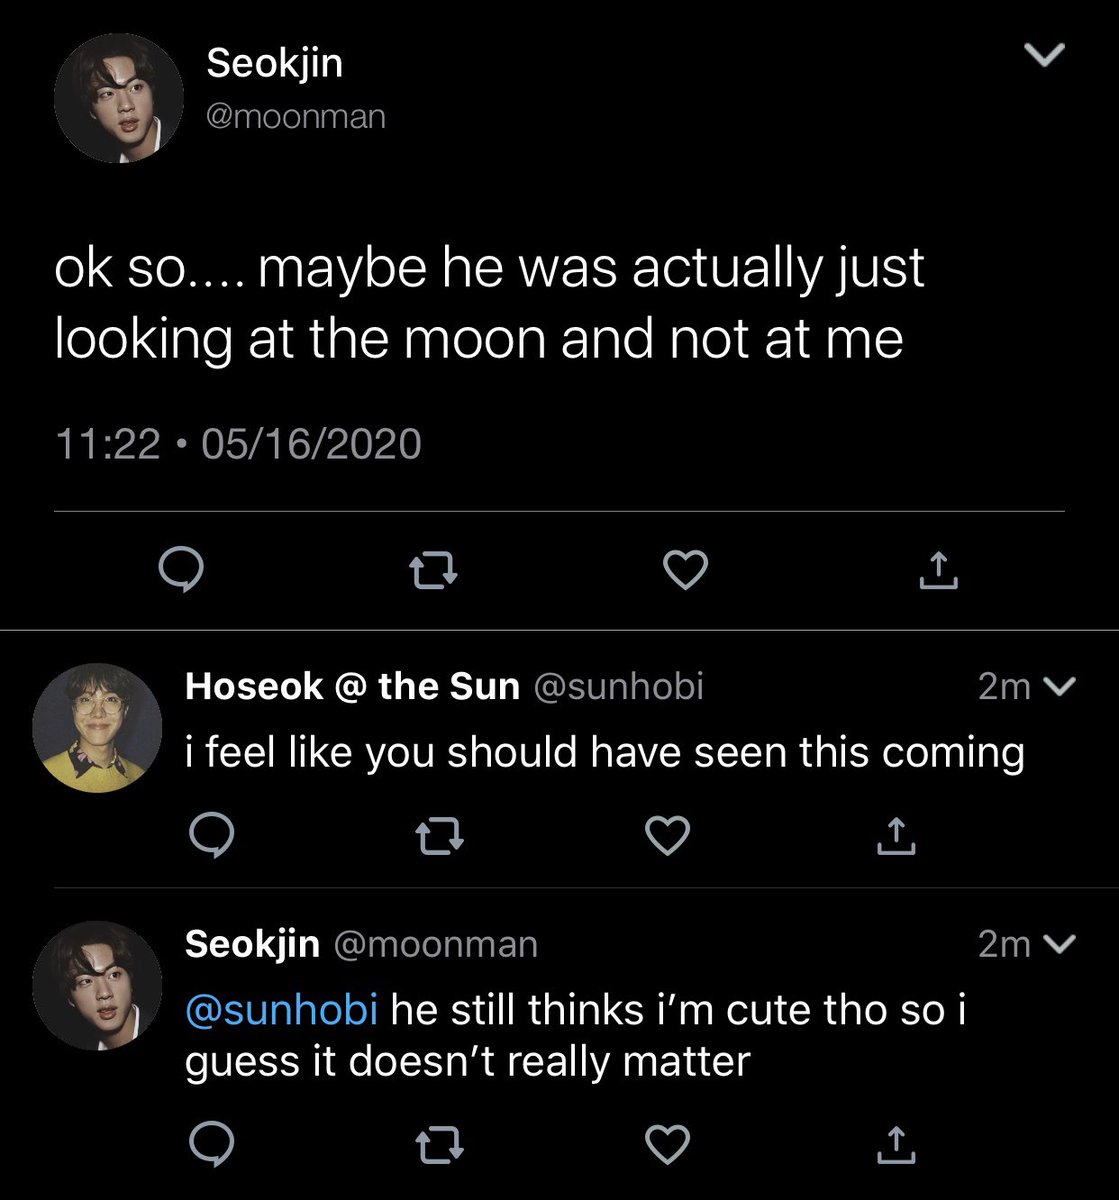 Seokjin
@moonman
ok so.... maybe he was actually just
looking at the moon and not at me
11:22 • 05/16/2020
Hoseok @ the Sun @sunhobi 2m
i feel like you should have seen this coming
Seokjin @moonman 2m
@sunhobi he still thinks i’m cute tho so i
guess it doesn’t really matter